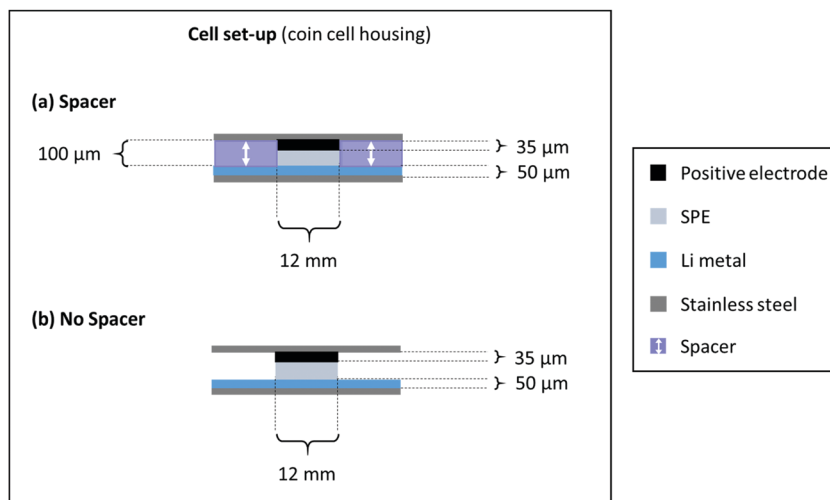 Cell set-up (coin cell housing)
(a) Spacer
100 μm
35 μm
50 μm
12 mm
(b) No Spacer
35 μm
50 μm
12 mm
Positive electrode
SPE
Li metal
Stainless steel
Spacer